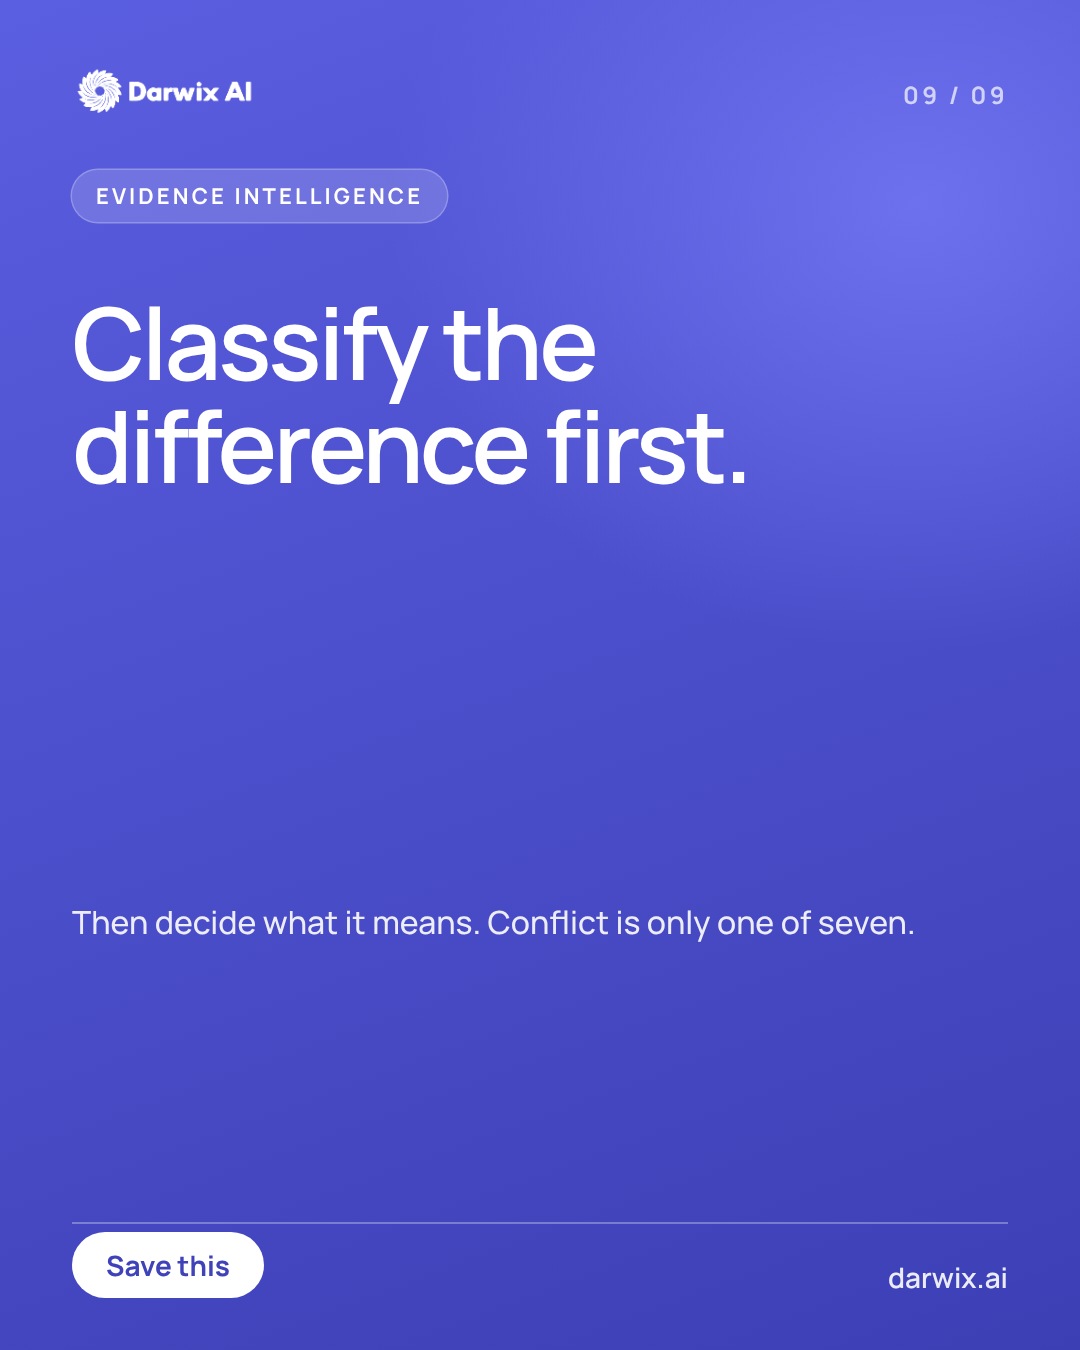 Darwix AI
09 / 09
EVIDENCE INTELLIGENCE
Classify the
difference first.
Then decide what it means. Conflict is only one of seven.
Save this
darwix.ai